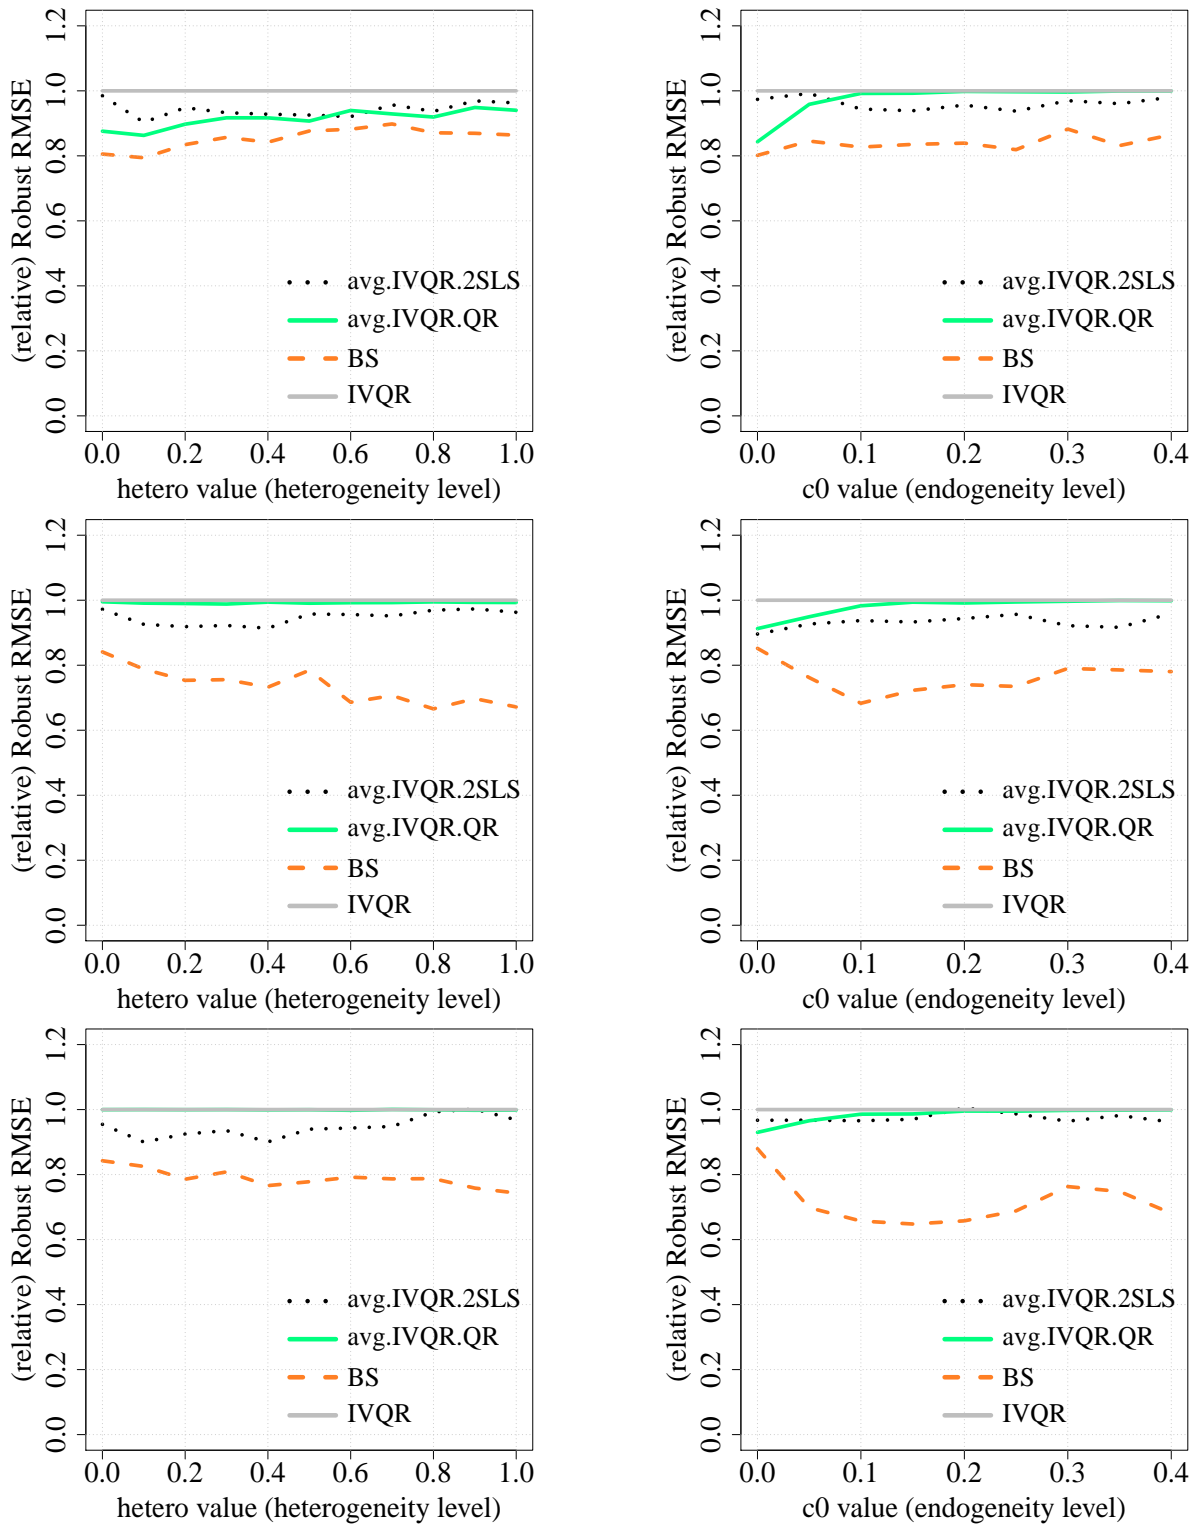 (relative) Robust RMSE
1.2
1.0
0.8
0.6
0.4
0.2
0.0
avg.IVQR.2SLS
avg.IVQR.QR
BS
IVQR
0.0 0.2 0.4 0.6 0.8 1.0
hetero value (heterogeneity level)
(relative) Robust RMSE
1.2
1.0
0.8
0.6
0.4
0.2
0.0
avg.IVQR.2SLS
avg.IVQR.QR
BS
IVQR
0.0 0.1 0.2 0.3 0.4
c0 value (endogeneity level)
(relative) Robust RMSE
1.2
1.0
0.8
0.6
0.4
0.2
0.0
avg.IVQR.2SLS
avg.IVQR.QR
BS
IVQR
0.0 0.2 0.4 0.6 0.8 1.0
hetero value (heterogeneity level)
(relative) Robust RMSE
1.2
1.0
0.8
0.6
0.4
0.2
0.0
avg.IVQR.2SLS
avg.IVQR.QR
BS
IVQR
0.0 0.1 0.2 0.3 0.4
c0 value (endogeneity level)
(relative) Robust RMSE
1.2
1.0
0.8
0.6
0.4
0.2
0.0
avg.IVQR.2SLS
avg.IVQR.QR
BS
IVQR
0.0 0.2 0.4 0.6 0.8 1.0
hetero value (heterogeneity level)
(relative) Robust RMSE
1.2
1.0
0.8
0.6
0.4
0.2
0.0
avg.IVQR.2SLS
avg.IVQR.QR
BS
IVQR
0.0 0.1 0.2 0.3 0.4
c0 value (endogeneity level)